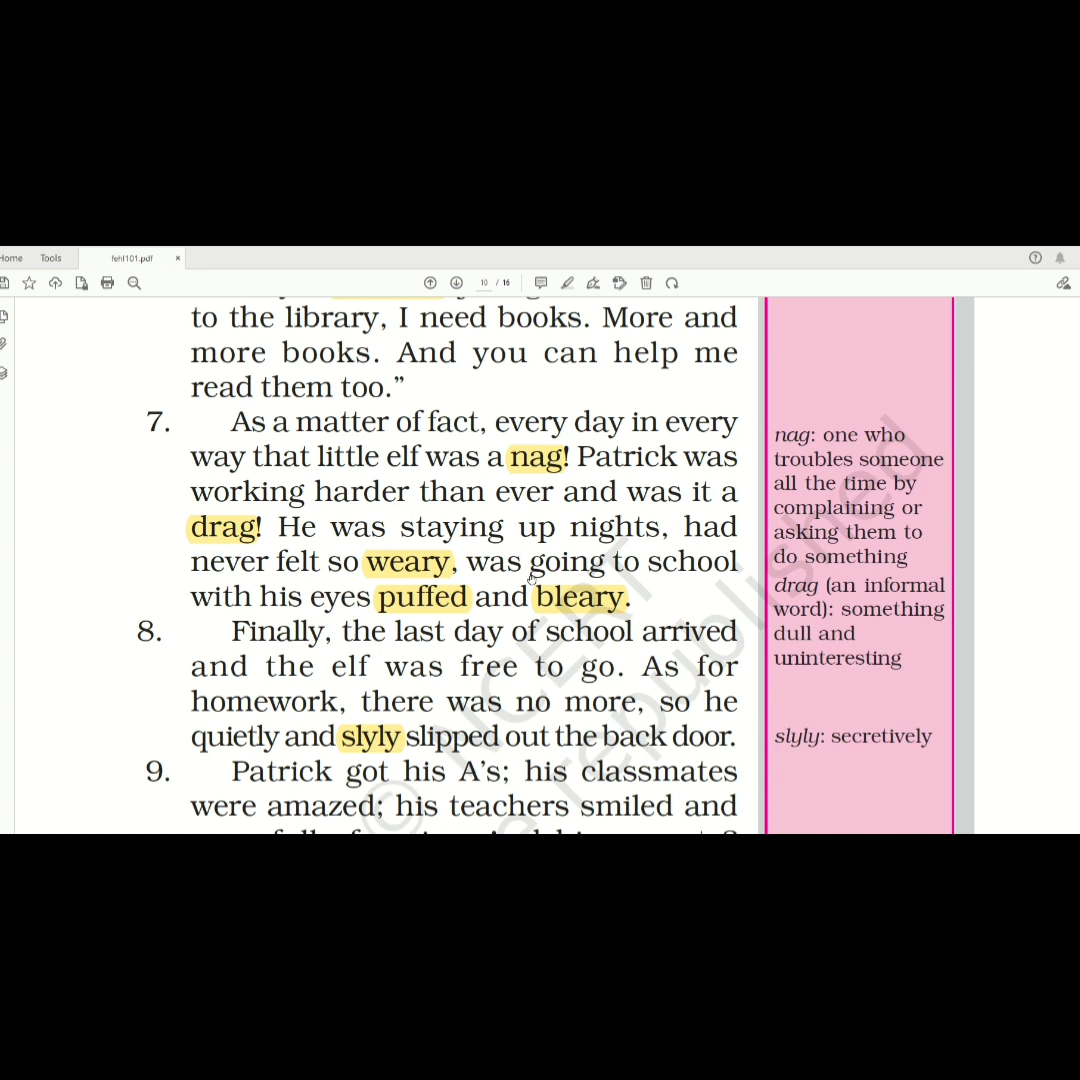 Home Tools fehl101.pdf ×
10 / 16
to the library, I need books. More and
more books. And you can help me
read them too.”
7. As a matter of fact, every day in every
way that little elf was a nag! Patrick was
working harder than ever and was it a
drag! He was staying up nights, had
never felt so weary, was going to school
with his eyes puffed and bleary.
8. Finally, the last day of school arrived
and the elf was free to go. As for
homework, there was no more, so he
quietly and slyly slipped out the back door.
9. Patrick got his A’s; his classmates
were amazed; his teachers smiled and
nag: one who
troubles someone
all the time by
complaining or
asking them to
do something
drag (an informal
word): something
dull and
uninteresting
slyly: secretively
© NCERT
republished